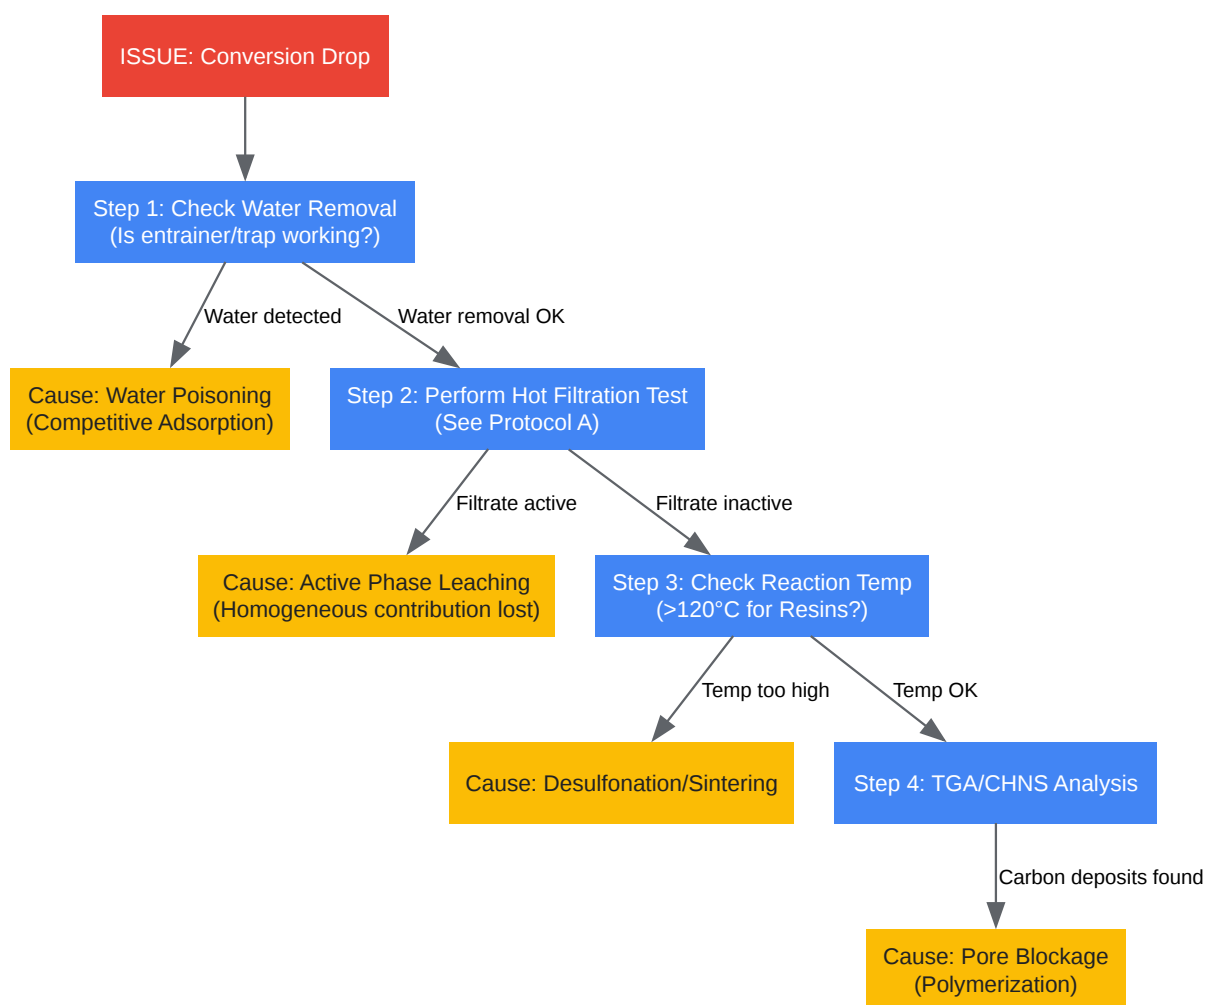 ISSUE: Conversion Drop
Step 1: Check Water Removal
(Is entrainer/trap working?)
Water detected
Water removal OK
Cause: Water Poisoning
(Competitive Adsorption)
Step 2: Perform Hot Filtration Test
(See Protocol A)
Filtrate active
Filtrate inactive
Cause: Active Phase Leaching
(Homogeneous contribution lost)
Step 3: Check Reaction Temp
(>120°C for Resins?)
Temp too high
Temp OK
Cause: Desulfonation/Sintering
Step 4: TGA/CHNS Analysis
Carbon deposits found
Cause: Pore Blockage
(Polymerization)